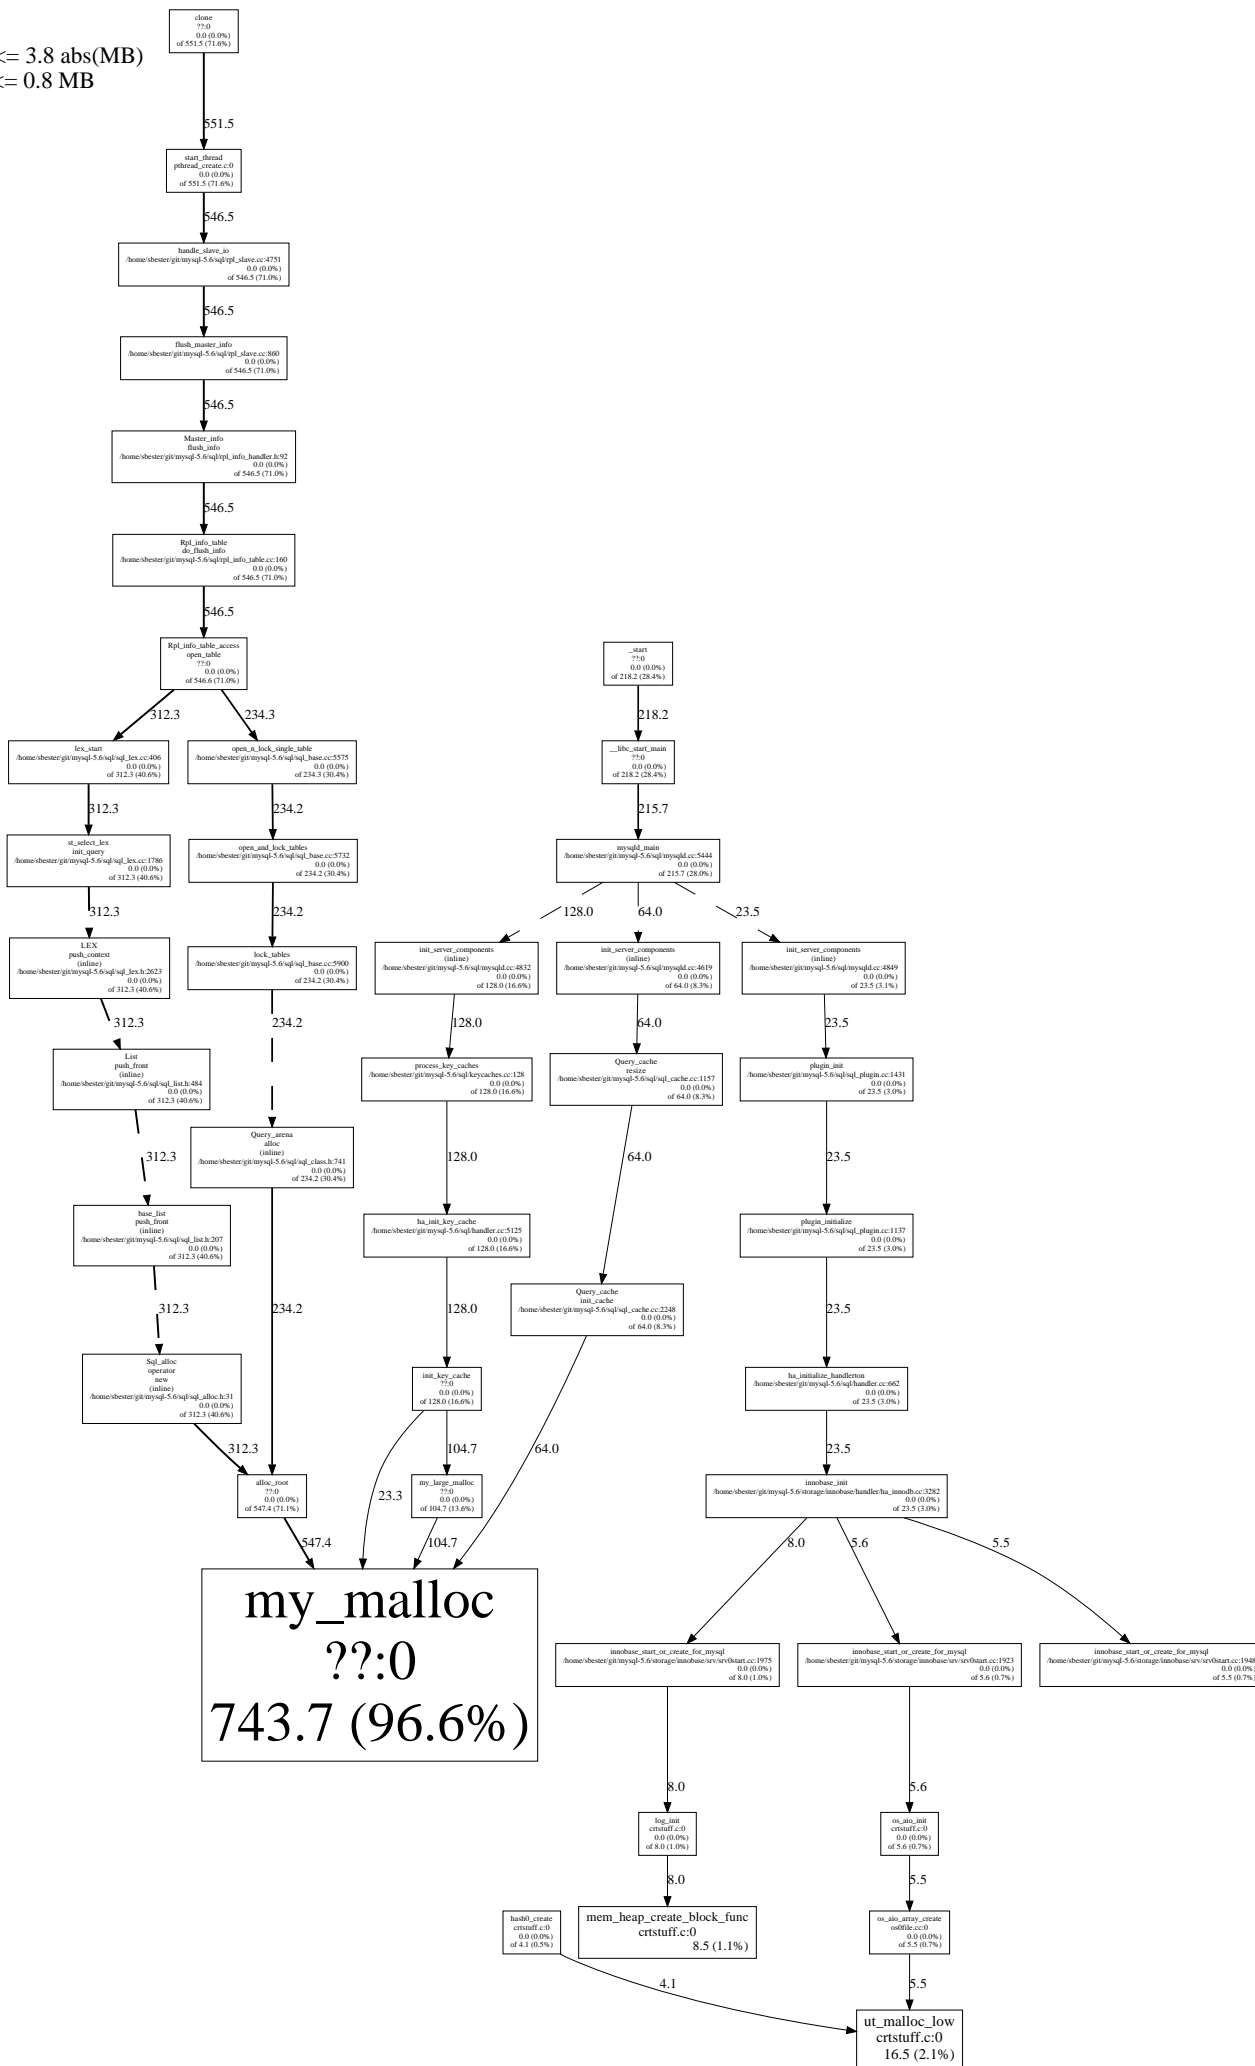 clone
??:0
0.0 (0.0%)
of 551.5 (71.6%)
<= 3.8 abs(MB)
<= 0.8 MB
551.5
start_thread
pthread_create.c:0
0.0 (0.0%)
of 551.5 (71.6%)
546.5
handle_slave_io
/home/sbester/git/mysql-5.6/sql/rpl_slave.cc:4751
0.0 (0.0%)
of 546.5 (71.0%)
546.5
flush_master_info
/home/sbester/git/mysql-5.6/sql/rpl_slave.cc:860
0.0 (0.0%)
of 546.5 (71.0%)
546.5
Master_info
flush_info
/home/sbester/git/mysql-5.6/sql/rpl_info_handler.h:92
0.0 (0.0%)
of 546.5 (71.0%)
546.5
Rpl_info_table
do_flush_info
/home/sbester/git/mysql-5.6/sql/rpl_info_table.cc:160
0.0 (0.0%)
of 546.5 (71.0%)
546.5
Rpl_info_table_access
open_table
??:0
0.0 (0.0%)
of 546.6 (71.0%)
_start
??:0
0.0 (0.0%)
of 218.2 (28.4%)
312.3
234.3
218.2
lex_start
/home/sbester/git/mysql-5.6/sql/sql_lex.cc:406
0.0 (0.0%)
of 312.3 (40.6%)
open_n_lock_single_table
/home/sbester/git/mysql-5.6/sql/sql_base.cc:5575
0.0 (0.0%)
of 234.3 (30.4%)
__libc_start_main
??:0
0.0 (0.0%)
of 218.2 (28.4%)
312.3
234.2
215.7
st_select_lex
init_query
/home/sbester/git/mysql-5.6/sql/sql_lex.cc:1786
0.0 (0.0%)
of 312.3 (40.6%)
open_and_lock_tables
/home/sbester/git/mysql-5.6/sql/sql_base.cc:5732
0.0 (0.0%)
of 234.2 (30.4%)
mysqld_main
/home/sbester/git/mysql-5.6/sql/mysqld.cc:5444
0.0 (0.0%)
of 215.7 (28.0%)
312.3
234.2
128.0
64.0
23.5
LEX
push_context
(inline)
/home/sbester/git/mysql-5.6/sql/sql_lex.h:2623
0.0 (0.0%)
of 312.3 (40.6%)
lock_tables
/home/sbester/git/mysql-5.6/sql/sql_base.cc:5900
0.0 (0.0%)
of 234.2 (30.4%)
init_server_components
(inline)
/home/sbester/git/mysql-5.6/sql/mysqld.cc:4832
0.0 (0.0%)
of 128.0 (16.6%)
init_server_components
(inline)
/home/sbester/git/mysql-5.6/sql/mysqld.cc:4619
0.0 (0.0%)
of 64.0 (8.3%)
init_server_components
(inline)
/home/sbester/git/mysql-5.6/sql/mysqld.cc:4849
0.0 (0.0%)
of 23.5 (3.1%)
312.3
234.2
128.0
64.0
23.5
List
push_front
(inline)
/home/sbester/git/mysql-5.6/sql/sql_list.h:484
0.0 (0.0%)
of 312.3 (40.6%)
process_key_caches
/home/sbester/git/mysql-5.6/sql/keycaches.cc:128
0.0 (0.0%)
of 128.0 (16.6%)
Query_cache
resize
/home/sbester/git/mysql-5.6/sql/sql_cache.cc:1157
0.0 (0.0%)
of 64.0 (8.3%)
plugin_init
/home/sbester/git/mysql-5.6/sql/sql_plugin.cc:1431
0.0 (0.0%)
of 23.5 (3.0%)
312.3
Query_arena
alloc
(inline)
/home/sbester/git/mysql-5.6/sql/sql_class.h:741
0.0 (0.0%)
of 234.2 (30.4%)
128.0
64.0
23.5
base_list
push_front
(inline)
/home/sbester/git/mysql-5.6/sql/sql_list.h:207
0.0 (0.0%)
of 312.3 (40.6%)
ha_init_key_cache
/home/sbester/git/mysql-5.6/sql/handler.cc:5125
0.0 (0.0%)
of 128.0 (16.6%)
plugin_initialize
/home/sbester/git/mysql-5.6/sql/sql_plugin.cc:1137
0.0 (0.0%)
of 23.5 (3.0%)
312.3
234.2
128.0
Query_cache
init_cache
/home/sbester/git/mysql-5.6/sql/sql_cache.cc:2248
0.0 (0.0%)
of 64.0 (8.3%)
23.5
Sql_alloc
operator
new
(inline)
/home/sbester/git/mysql-5.6/sql/sql_alloc.h:31
0.0 (0.0%)
of 312.3 (40.6%)
init_key_cache
??:0
0.0 (0.0%)
of 128.0 (16.6%)
ha_initialize_handlerton
/home/sbester/git/mysql-5.6/sql/handler.cc:662
0.0 (0.0%)
of 23.5 (3.0%)
312.3
104.7
64.0
23.5
alloc_root
??:0
0.0 (0.0%)
of 547.4 (71.1%)
23.3
my_large_malloc
??:0
0.0 (0.0%)
of 104.7 (13.6%)
innobase_init
/home/sbester/git/mysql-5.6/storage/innobase/handler/ha_innodb.cc:3282
0.0 (0.0%)
of 23.5 (3.0%)
547.4
104.7
8.0
5.6
5.5
my_malloc
??:0
743.7 (96.6%)
innobase_start_or_create_for_mysql
/home/sbester/git/mysql-5.6/storage/innobase/srv/srv0start.cc:1975
0.0 (0.0%)
of 8.0 (1.0%)
innobase_start_or_create_for_mysql
/home/sbester/git/mysql-5.6/storage/innobase/srv/srv0start.cc:1923
0.0 (0.0%)
of 5.6 (0.7%)
innobase_start_or_create_for_mysql
/home/sbester/git/mysql-5.6/storage/innobase/srv/srv0start.cc:1948
0.0 (0.0%)
of 5.5 (0.7%)
8.0
5.6
log_init
crtstuff.c:0
0.0 (0.0%)
of 8.0 (1.0%)
os_aio_init
crtstuff.c:0
0.0 (0.0%)
of 5.6 (0.7%)
8.0
5.5
hash0_create
crtstuff.c:0
0.0 (0.0%)
of 4.1 (0.5%)
mem_heap_create_block_func
crtstuff.c:0
8.5 (1.1%)
os_aio_array_create
os0file.cc:0
0.0 (0.0%)
of 5.5 (0.7%)
4.1
5.5
ut_malloc_low
crtstuff.c:0
16.5 (2.1%)